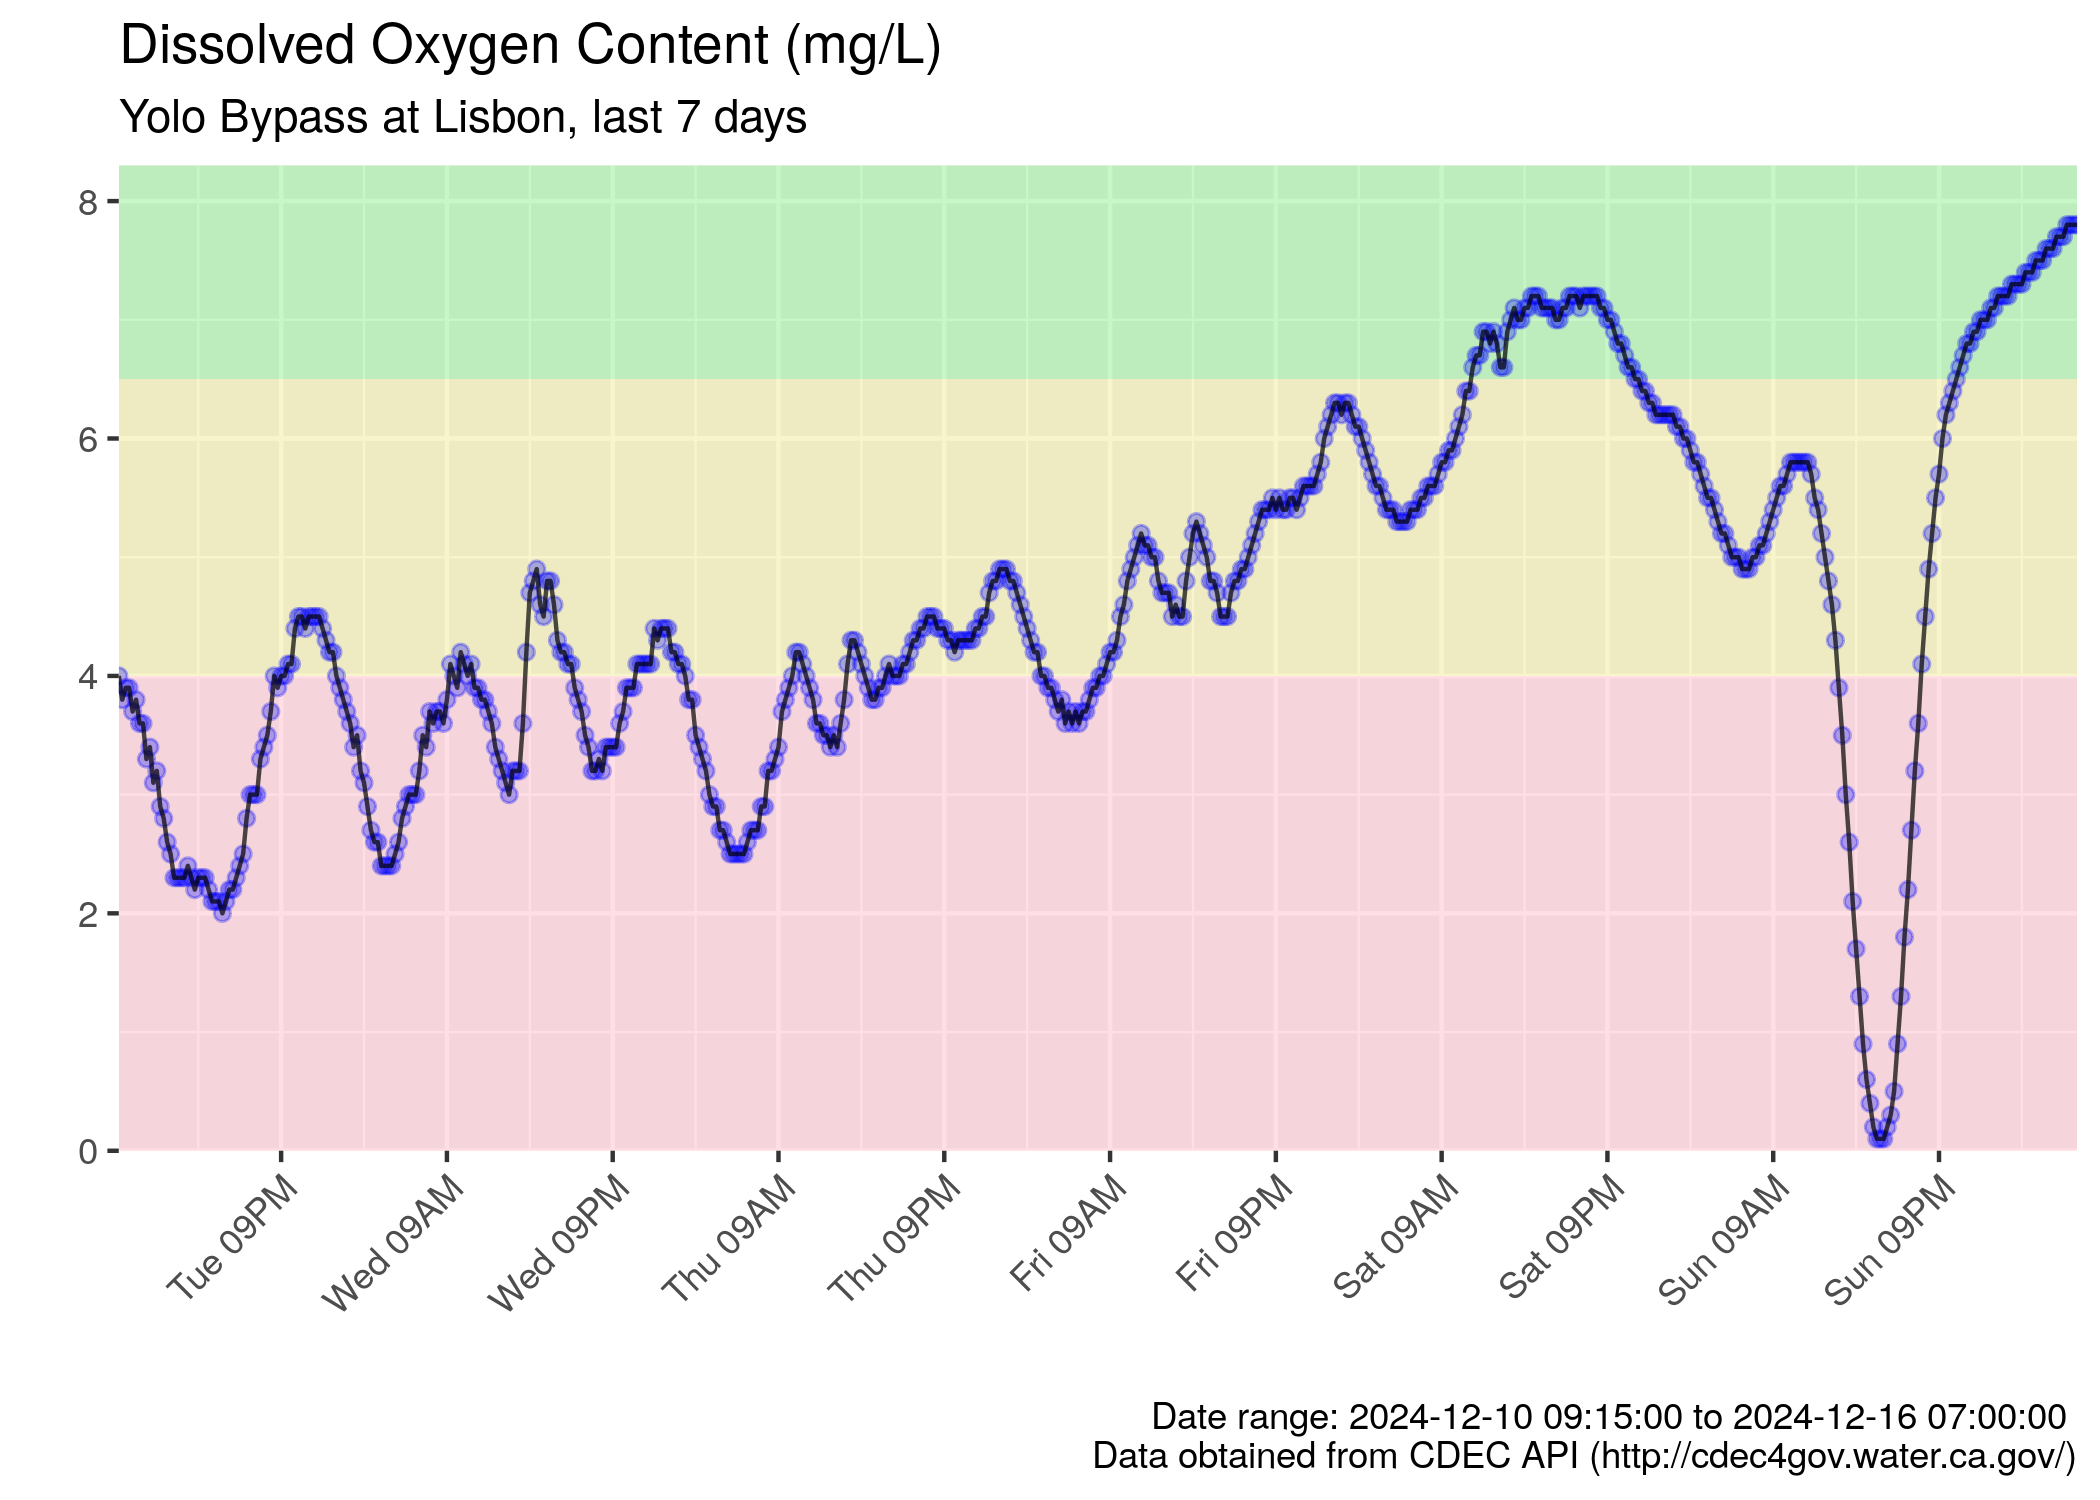 Dissolved Oxygen Content (mg/L)
Yolo Bypass at Lisbon, last 7 days
8
6
4
2
0
Tue 09PM
Wed 09AM
Wed 09PM
Thu 09AM
Thu 09PM
Fri 09AM
Fri 09PM
Sat 09AM
Sat 09PM
Sun 09AM
Sun 09PM
Date range: 2024-12-10 09:15:00 to 2024-12-16 07:00:00
Data obtained from CDEC API (http://cdec4gov.water.ca.gov/)